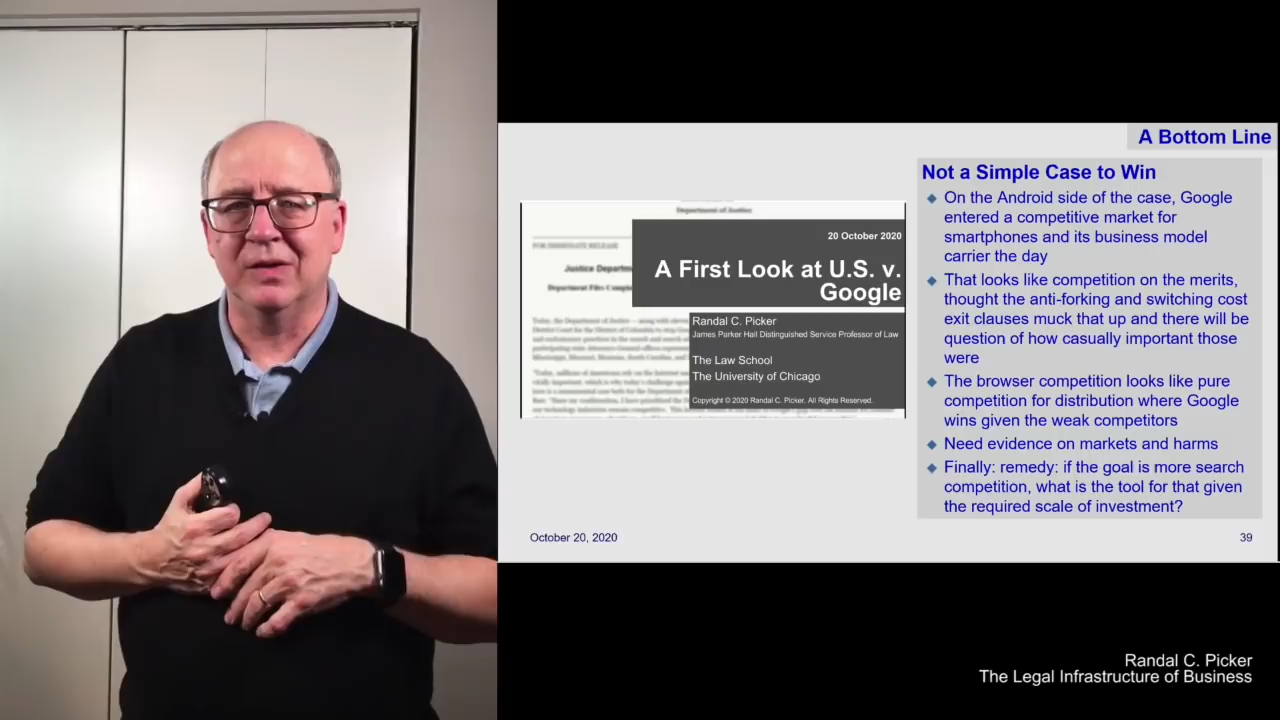 A Bottom Line
Not a Simple Case to Win
On the Android side of the case, Google
entered a competitive market for
smartphones and its business model
carrier the day
That looks like competition on the merits,
thought the anti-forking and switching cost
exit clauses muck that up and there will be
question of how casually important those
were
The browser competition looks like pure
competition for distribution where Google
wins given the weak competitors
Need evidence on markets and harms
Finally: remedy: if the goal is more search
competition, what is the tool for that given
the required scale of investment?
Department of Justice
FOR IMMEDIATE RELEASE
Justice Departm
20 October 2020
A First Look at U.S. v.
Google
Randal C. Picker
James Parker Hall Distinguished Service Professor of Law
The Law School
The University of Chicago
Copyright © 2020 Randal C. Picker. All Rights Reserved.
October 20, 2020
39
Randal C. Picker
The Legal Infrastructure of Business